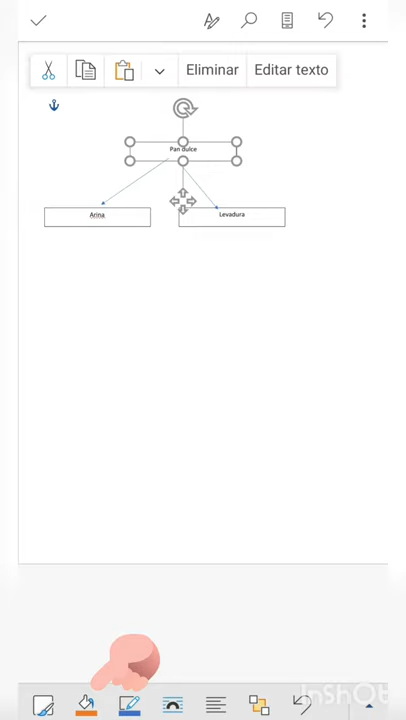 Eliminar
Editar texto
Pan dulce
Arina
Levadura
InShOt